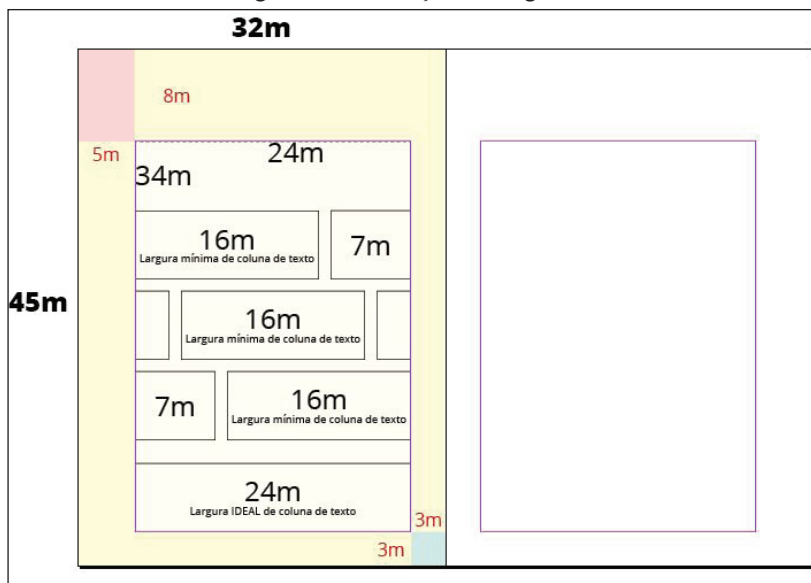 32m
8m
5m
24m
34m
16m
Largura mínima de coluna de texto
7m
45m
16m
Largura mínima de coluna de texto
7m
16m
Largura mínima de coluna de texto
24m
Largura IDEAL de coluna de texto
3m
3m